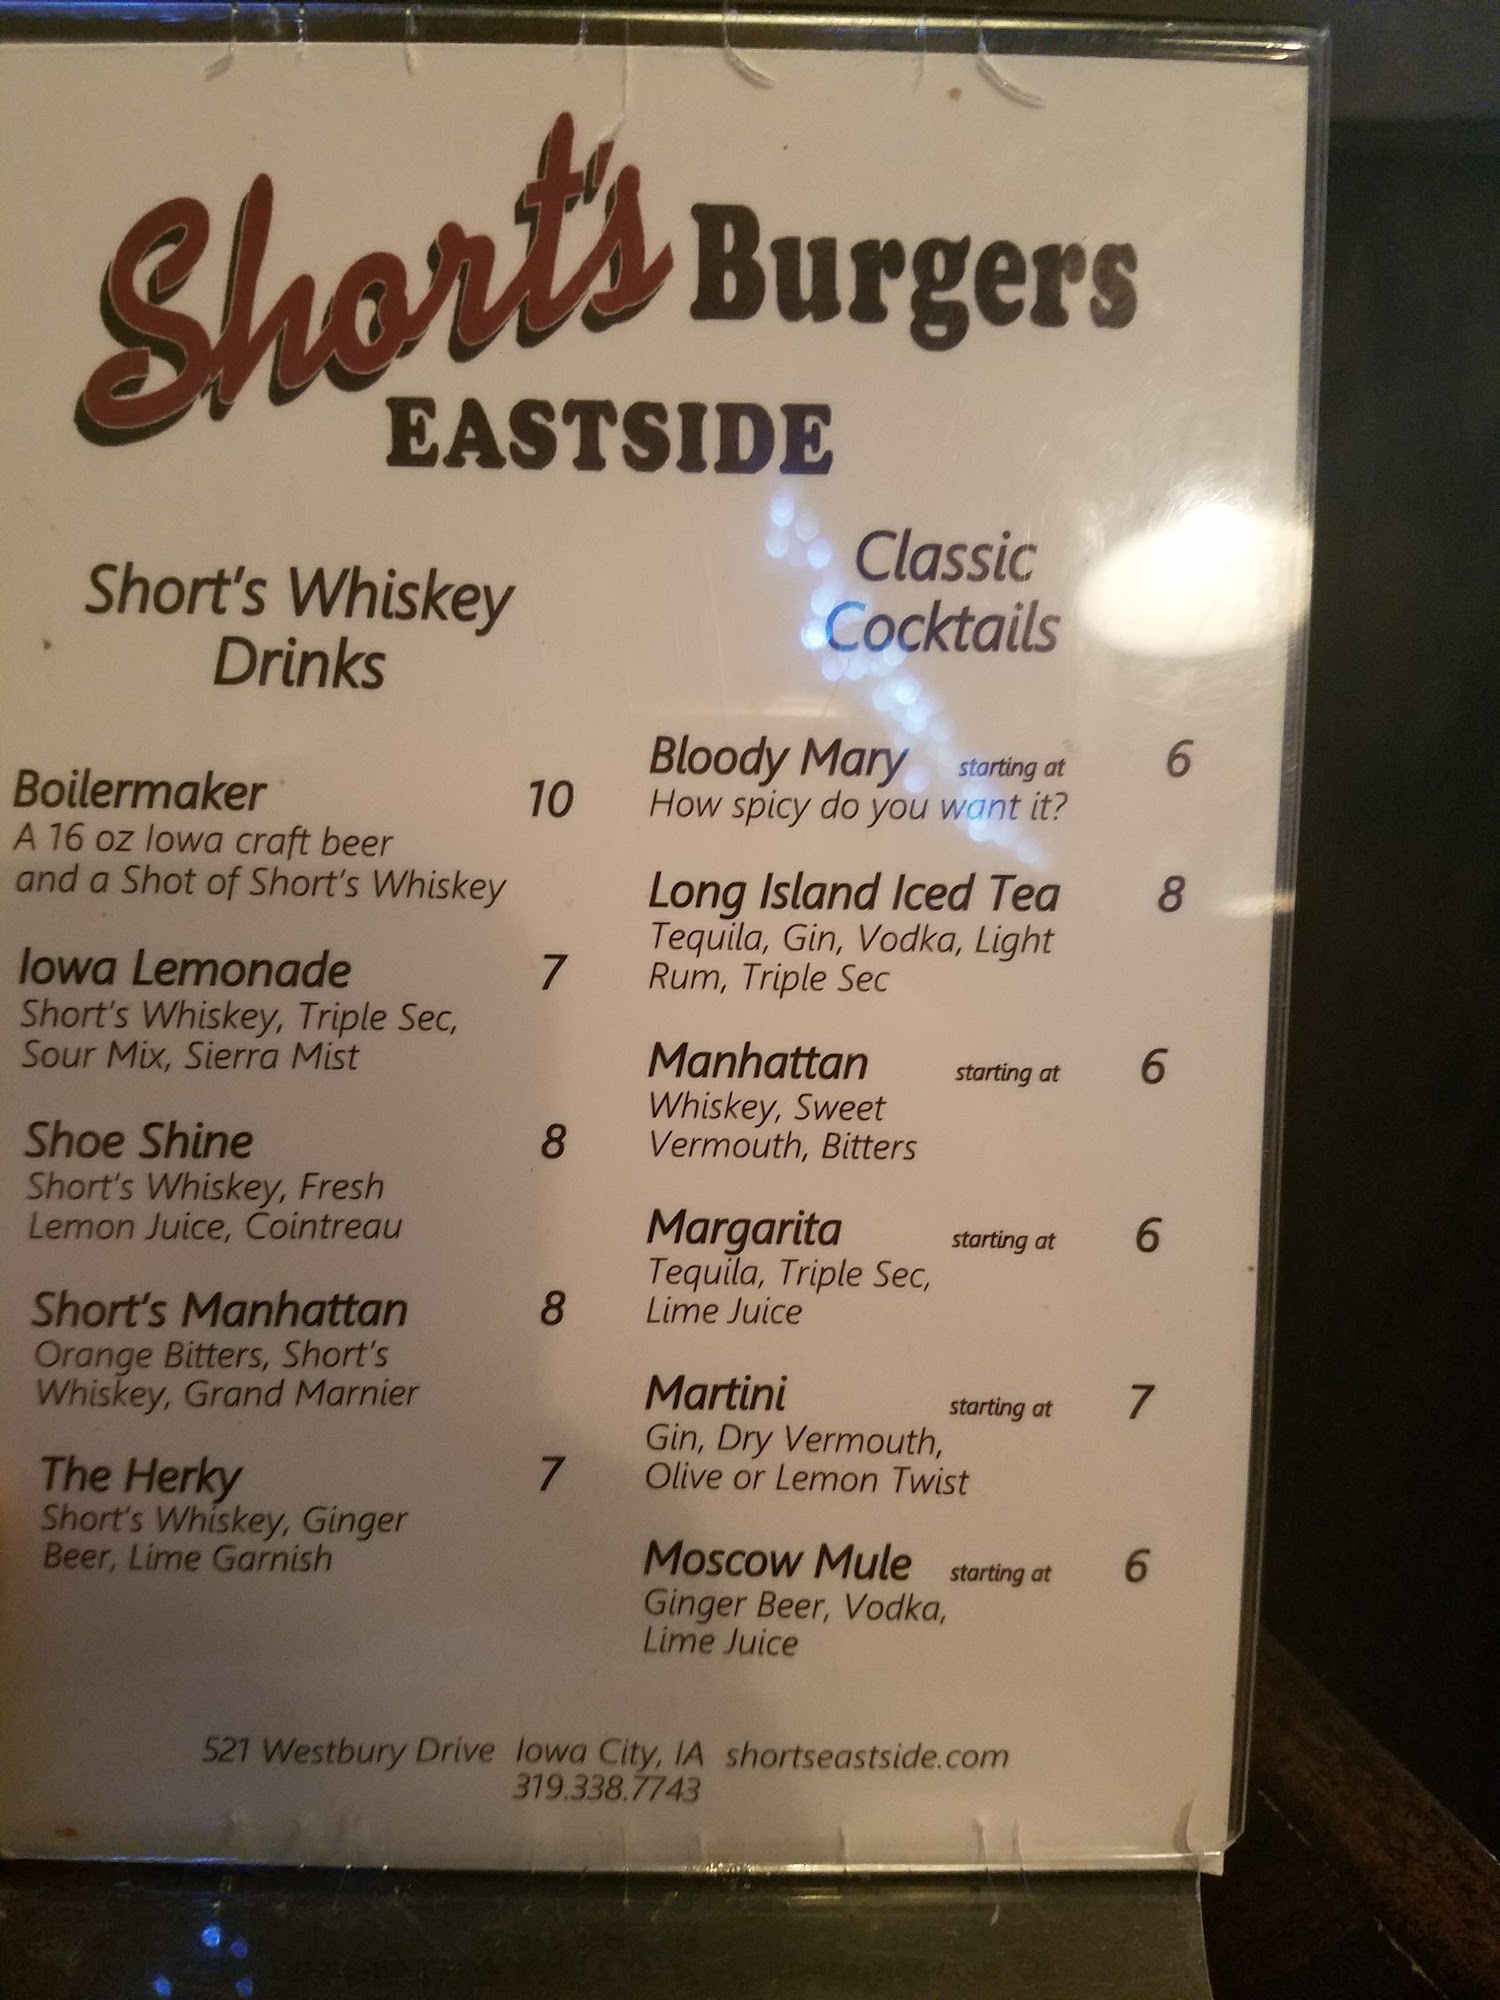 Short's Burgers
EASTSIDE
Short's Whiskey
Drinks
Boilermaker 10
A 16 oz Iowa craft beer
and a Shot of Short's Whiskey
Iowa Lemonade 7
Short's Whiskey, Triple Sec,
Sour Mix, Sierra Mist
Shoe Shine 8
Short's Whiskey, Fresh
Lemon Juice, Cointreau
Short's Manhattan 8
Orange Bitters, Short's
Whiskey, Grand Marnier
The Herky 7
Short's Whiskey, Ginger
Beer, Lime Garnish
Classic
Cocktails
Bloody Mary starting at 6
How spicy do you want it?
Long Island Iced Tea 8
Tequila, Gin, Vodka, Light
Rum, Triple Sec
Manhattan starting at 6
Whiskey, Sweet
Vermouth, Bitters
Margarita starting at 6
Tequila, Triple Sec,
Lime Juice
Martini starting at 7
Gin, Dry Vermouth,
Olive or Lemon Twist
Moscow Mule starting at 6
Ginger Beer, Vodka,
Lime Juice
521 Westbury Drive Iowa City, IA shortseastside.com
319.338.7743